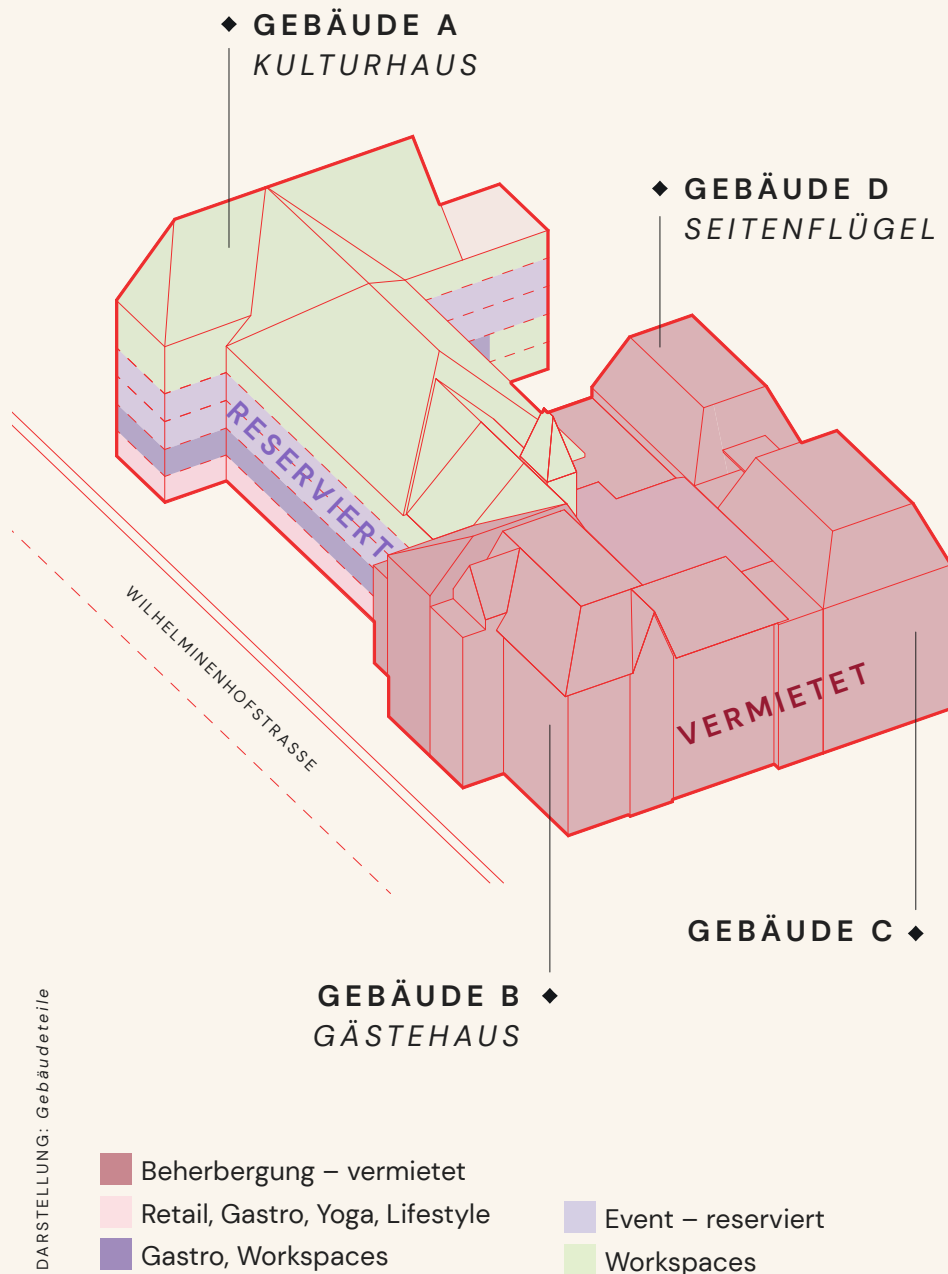 GEBÄUDE A
KULTURHAUS
GEBÄUDE D
SEITENFLÜGEL
RESERVIERT
WILHELMINENHOFSTRASSE
VERMIETET
GEBÄUDE C
GEBÄUDE B
GÄSTEHAUS
DARSTELLUNG: Gebäudeteile
Beherbergung – vermietet
Retail, Gastro, Yoga, Lifestyle
Gastro, Workspaces
Event – reserviert
Workspaces